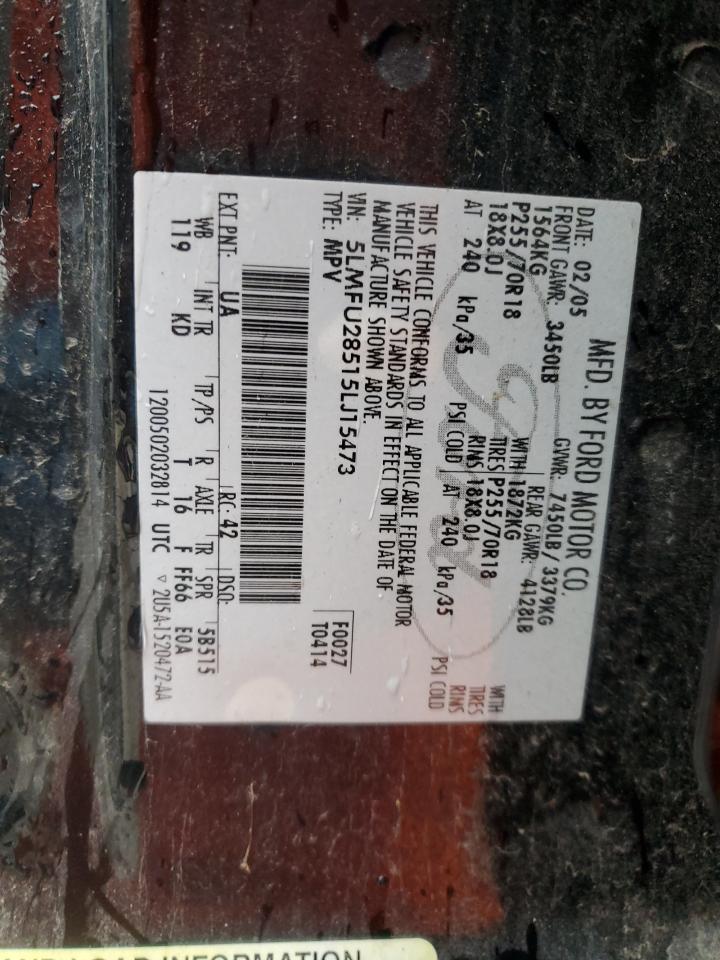 MFD. BY FORD MOTOR CO.
DATE: 02/05 GVWR: 7450LB / 3379KG
FRONT GAWR: 3450LB REAR GAWR: 4128LB
1564KG WITH 1872KG WITH
P255/70R18 TIRES P255/70R18 TIRES
18X8.0J RIMS 18X8.0J RIMS
AT 240 kPa/35 PSI COLD AT 240 kPa/35 PSI COLD
THIS VEHICLE CONFORMS TO ALL APPLICABLE FEDERAL MOTOR
VEHICLE SAFETY STANDARDS IN EFFECT ON THE DATE OF
MANUFACTURE SHOWN ABOVE.
VIN: 5LMFU28515LJ15473
TYPE: MPV
F0027
T0414
EXT PNT: UA RC: 42 DSO:
WB INT TR TP/PS R AXLE TR SPR 5B515
119 KD T 16 F FF66 E0A
1200502032814 UTC ▽ 2U5A-1520472-AA
AND LOAD INFORMATION